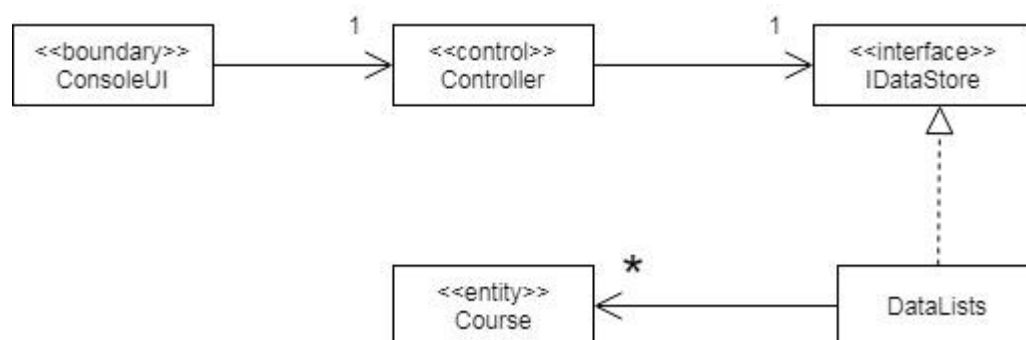 1
1
<<boundary>>
ConsoleUI
<<control>>
Controller
<<interface>>
IDataStore
*
<<entity>>
Course
DataLists